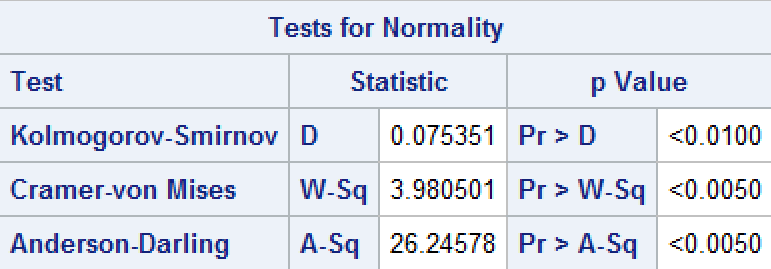 Tests for Normality
Test Statistic p Value
Kolmogorov-Smirnov D 0.075351 Pr > D <0.0100
Cramer-von Mises W-Sq 3.980501 Pr > W-Sq <0.0050
Anderson-Darling A-Sq 26.24578 Pr > A-Sq <0.0050